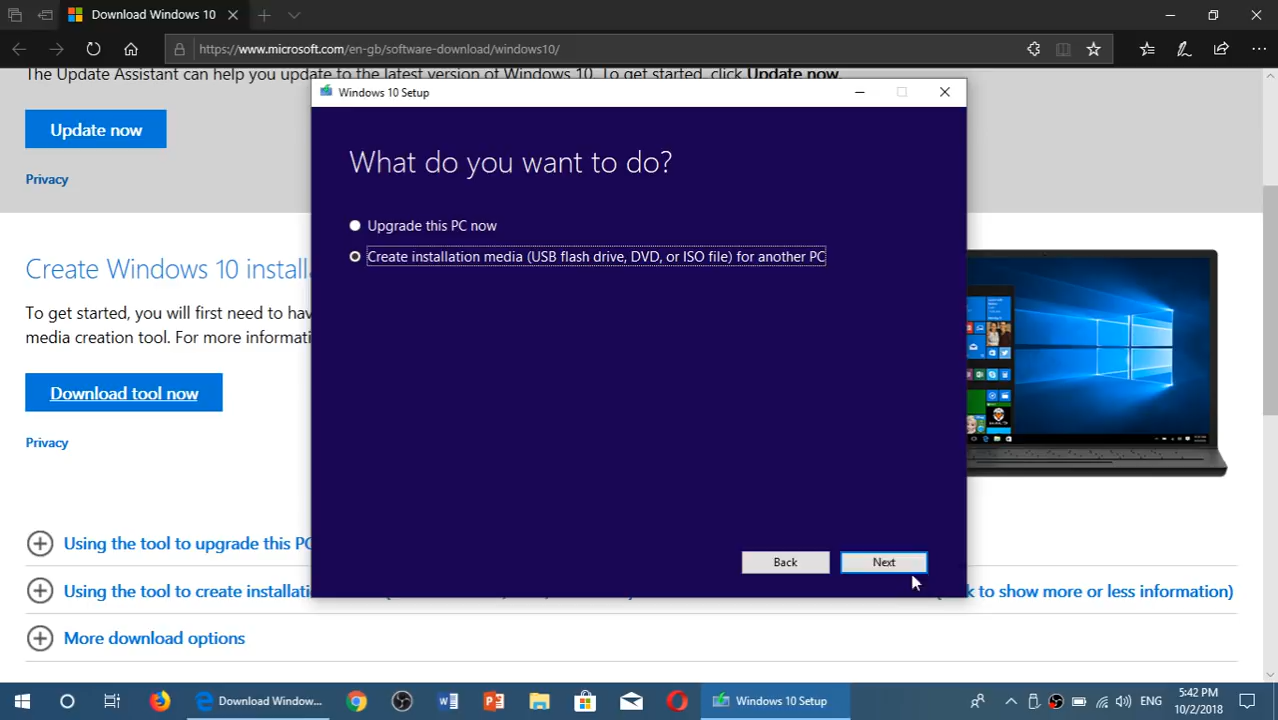 Download Windows 10
https://www.microsoft.com/en-gb/software-download/windows10/
The Update Assistant can help you update to the latest version of Windows 10. To get started, click Update now.
Update now
Privacy
Create Windows 10 install
To get started, you will first need to hav
media creation tool. For more informati
Download tool now
Privacy
Using the tool to upgrade this PC
Using the tool to create installatio
k to show more or less information)
More download options
Windows 10 Setup
What do you want to do?
Upgrade this PC now
Create installation media (USB flash drive, DVD, or ISO file) for another PC
Back
Next
Download Window...
Windows 10 Setup
ENG
5:42 PM
10/2/2018